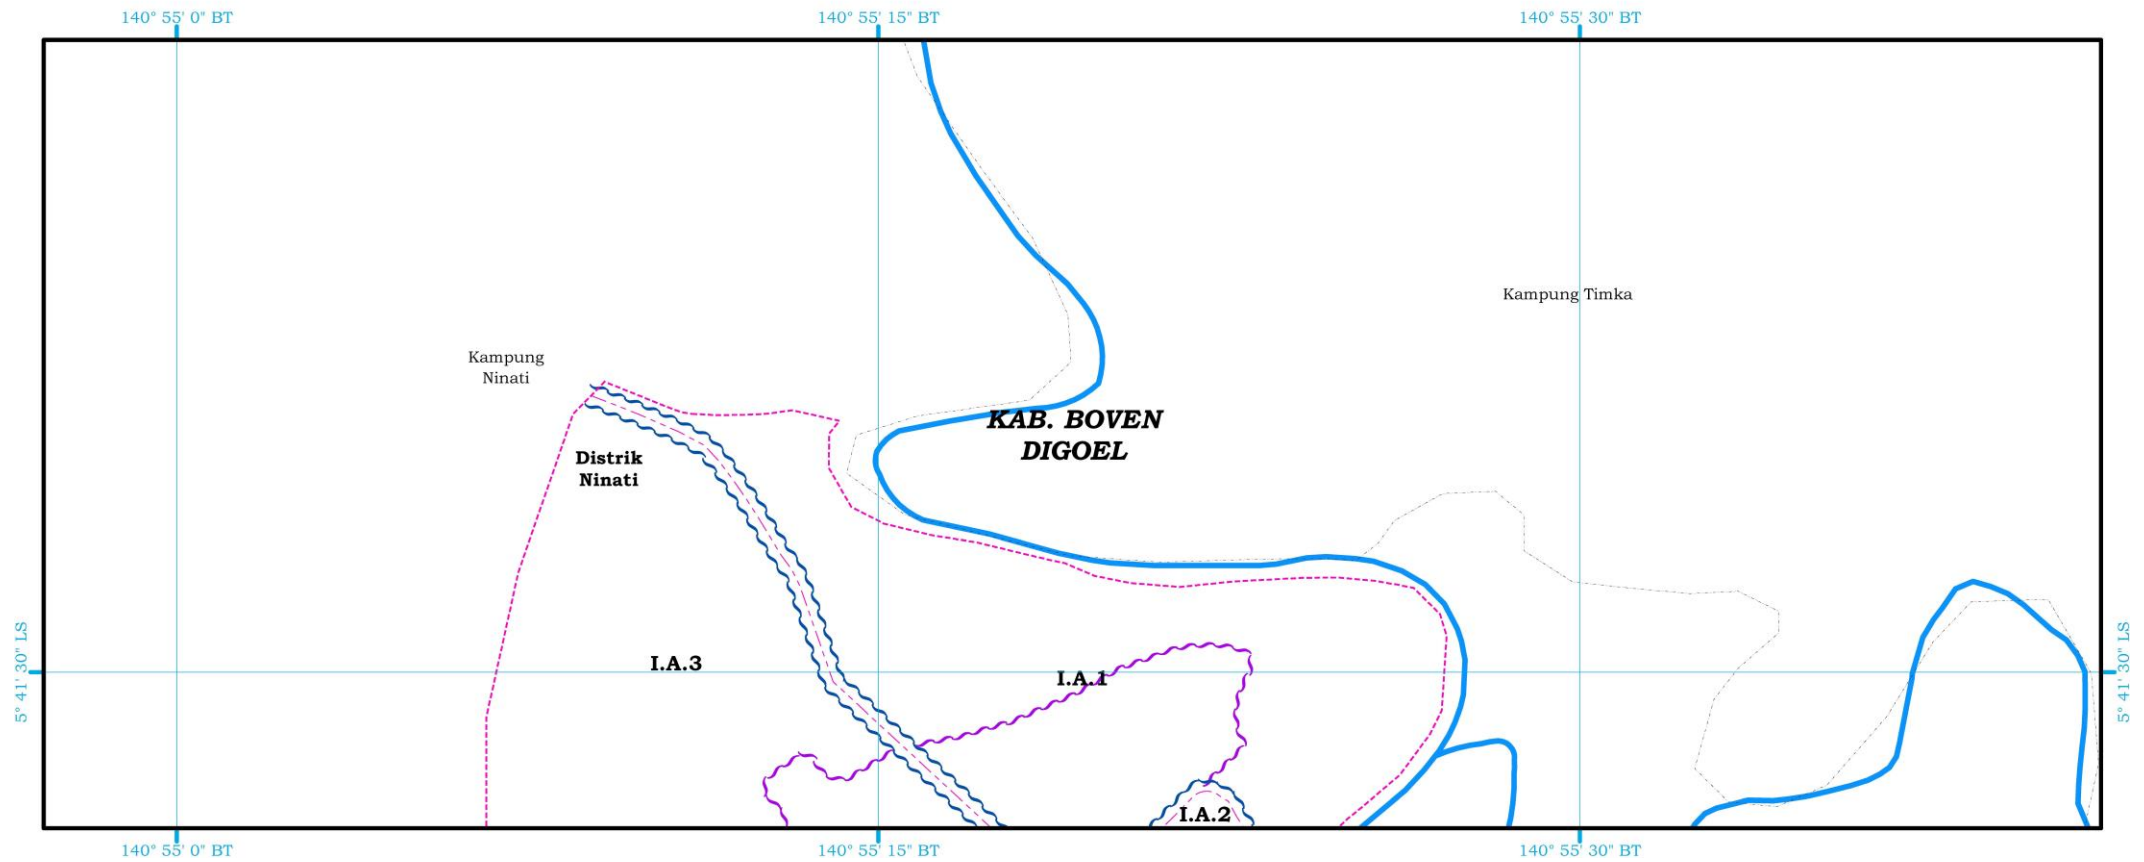 140° 55' 0" BT
140° 55' 15" BT
140° 55' 30" BT
Kampung Timka
Kampung
Ninati
KAB. BOVEN
DIGOEL
Distrik
Ninati
5° 41' 30" LS
I.A.3
I.A.1
5° 41' 30" LS
I.A.2
140° 55' 0" BT
140° 55' 15" BT
140° 55' 30" BT